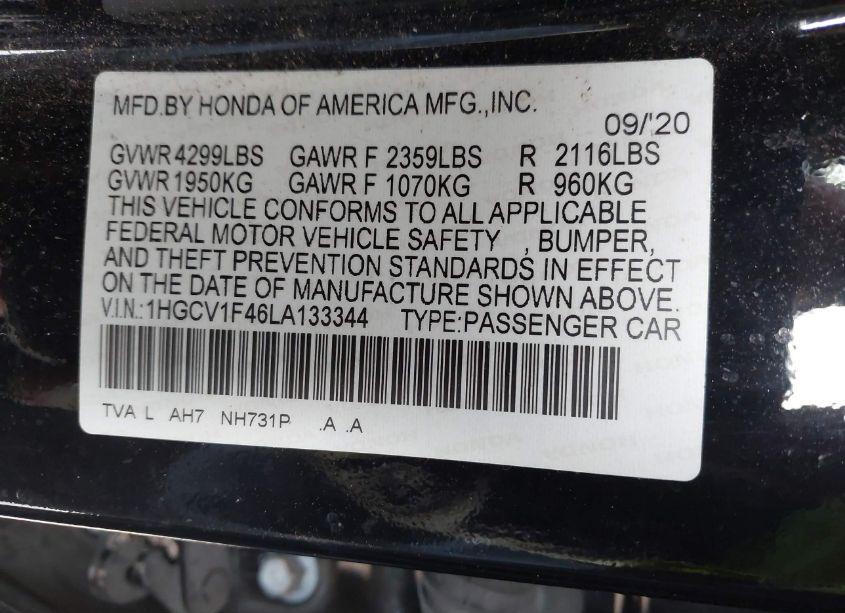 MFD.BY HONDA OF AMERICA MFG.,INC.
09/'20
GVWR 4299LBS GAWR F 2359LBS R 2116LBS
GVWR 1950KG GAWR F 1070KG R 960KG
THIS VEHICLE CONFORMS TO ALL APPLICABLE
FEDERAL MOTOR VEHICLE SAFETY , BUMPER,
AND THEFT PREVENTION STANDARDS IN EFFECT
ON THE DATE OF MANUFACTURE SHOWN ABOVE.
V.I.N.:1HGCV1F46LA133344 TYPE:PASSENGER CAR
TVA L AH7 NH731P .A .A